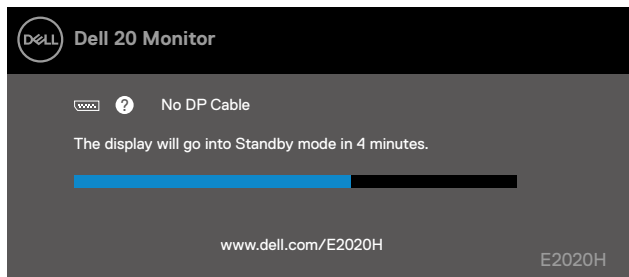 DELL
Dell 20 Monitor
? No DP Cable
The display will go into Standby mode in 4 minutes.
www.dell.com/E2020H
E2020H